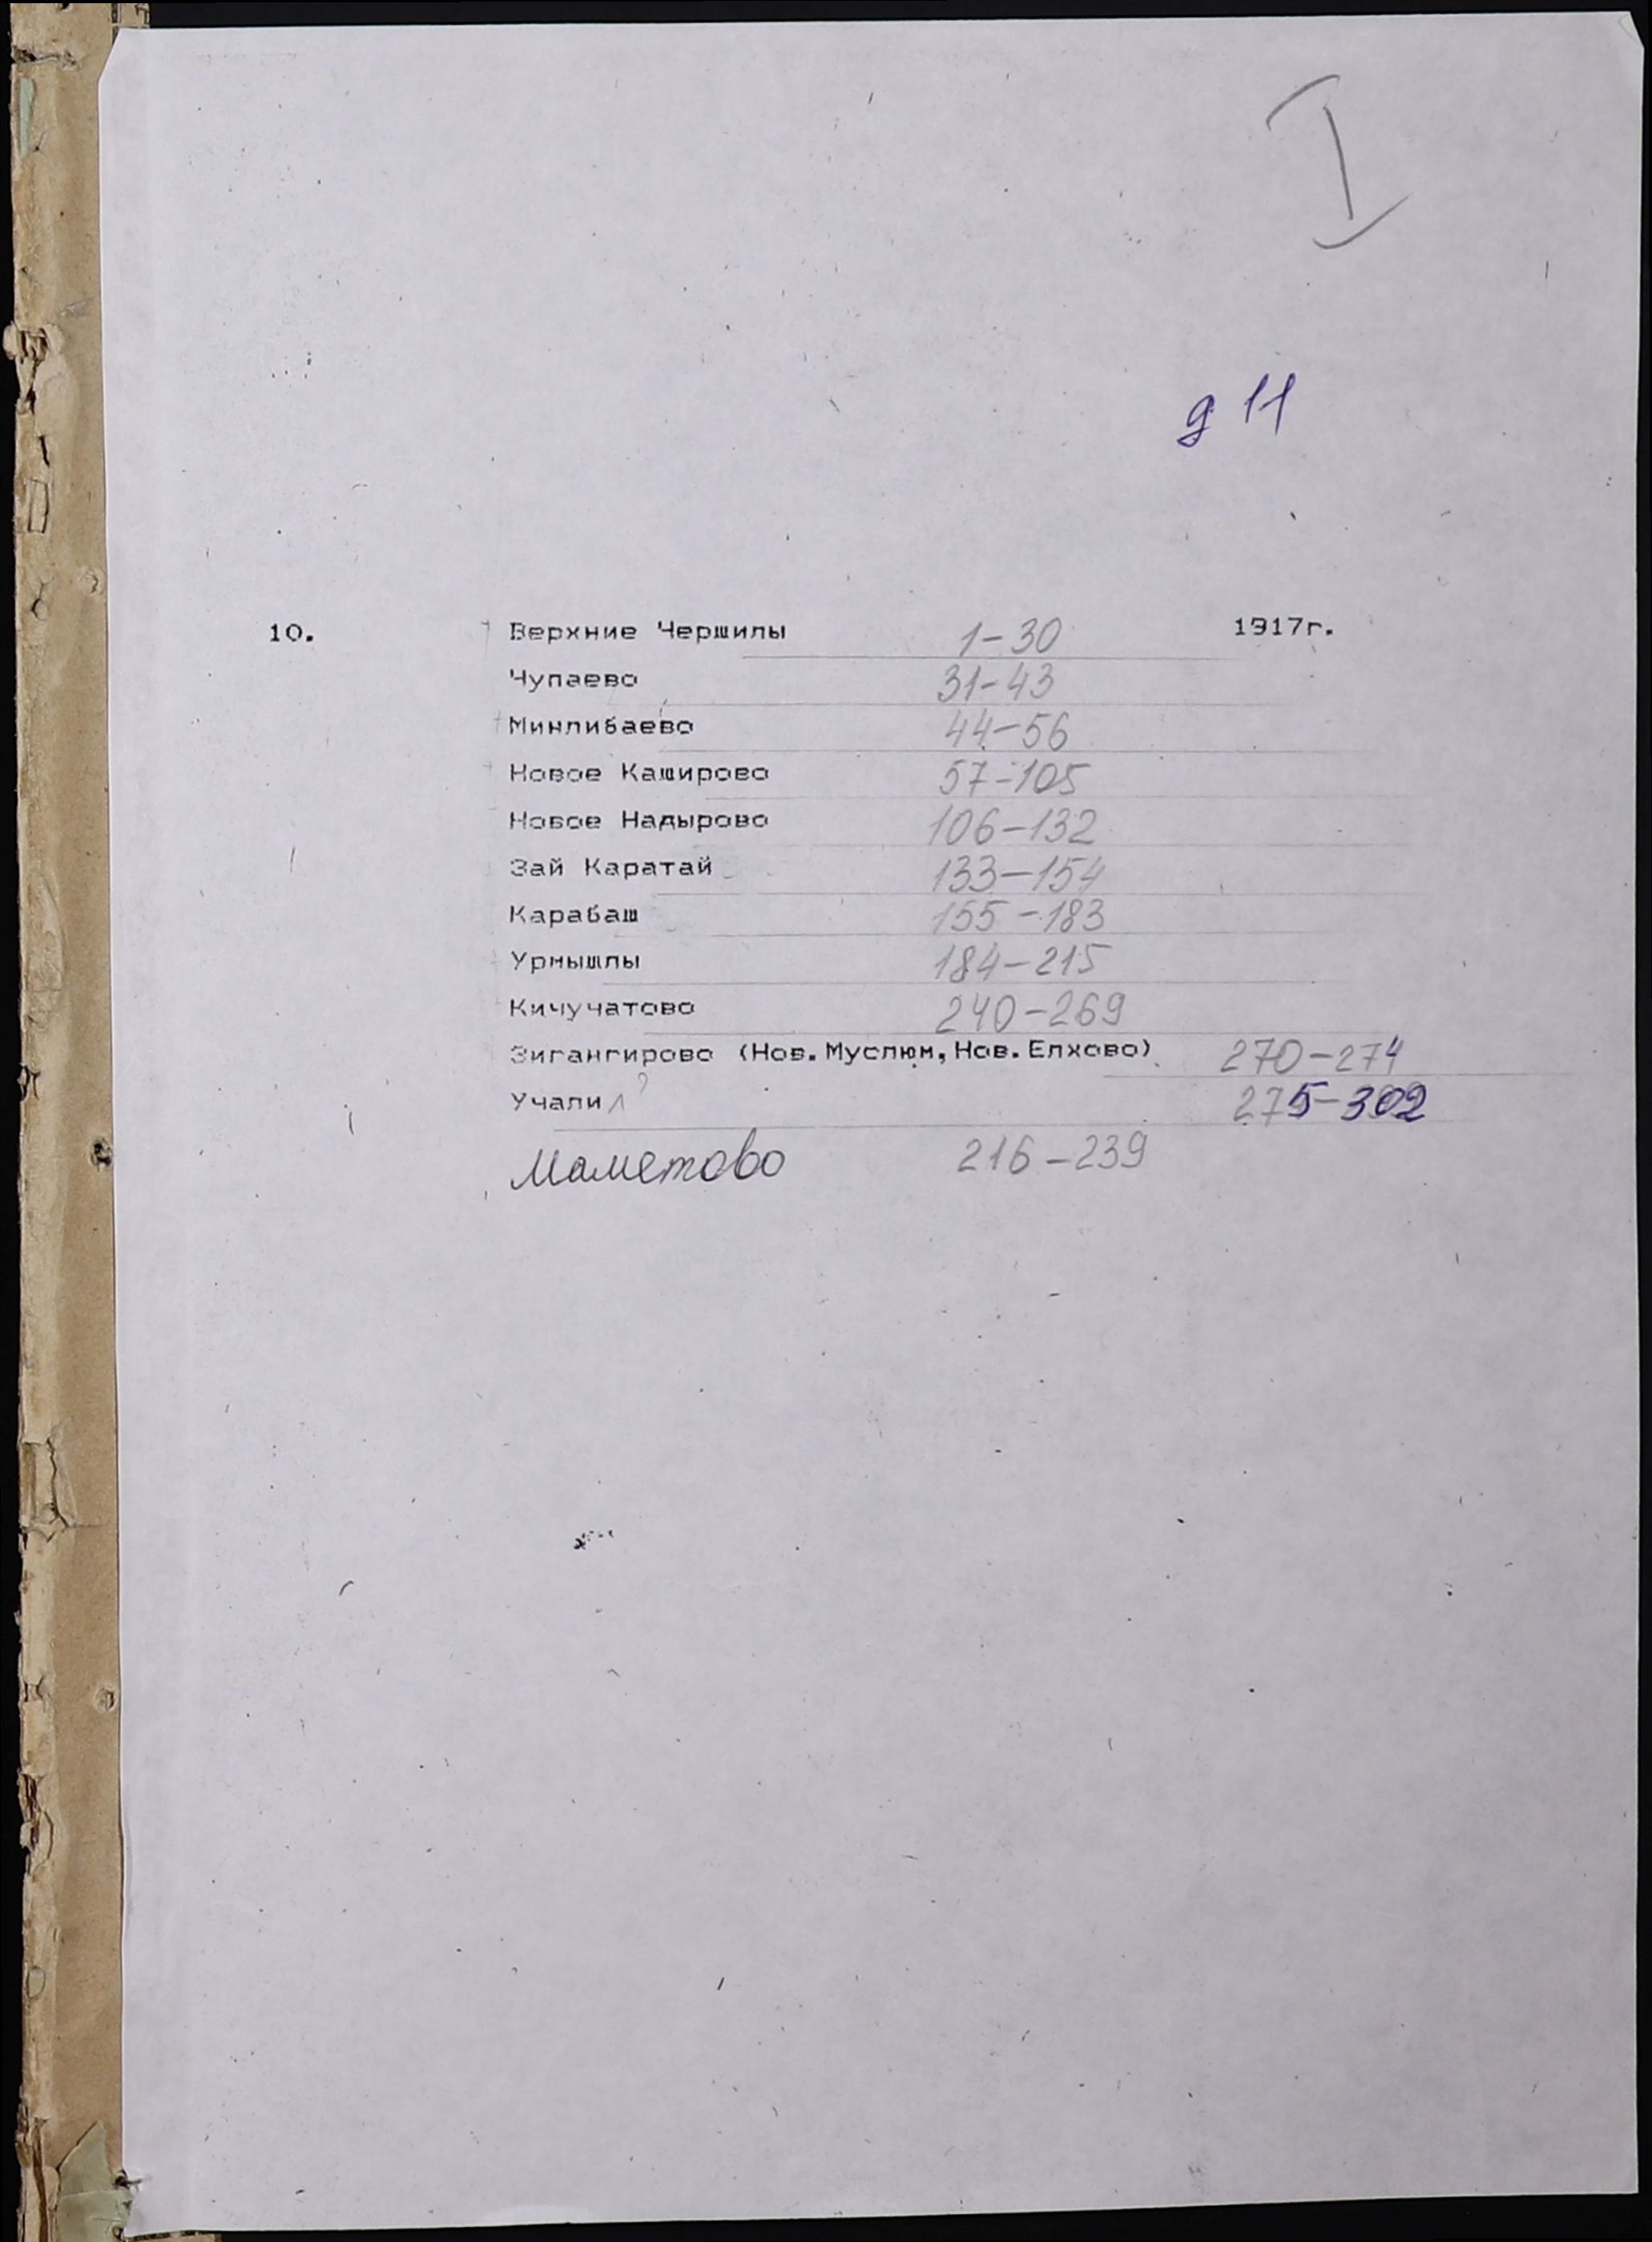 I
д 11
10. Верхние Чершилы 1-30 1917г.
Чупаево 31-43
Минлибаево 44-56
Новое Каширово 57-105
Новое Надырово 106-132
Зай Каратай 133-154
Карабаш 155-183
Урмышлы 184-215
Кичучатово 240-269
Зигангирово (Нов.Муслюм,Нов.Елхово) 270-274
Учали 275-302
Маметово 216-239